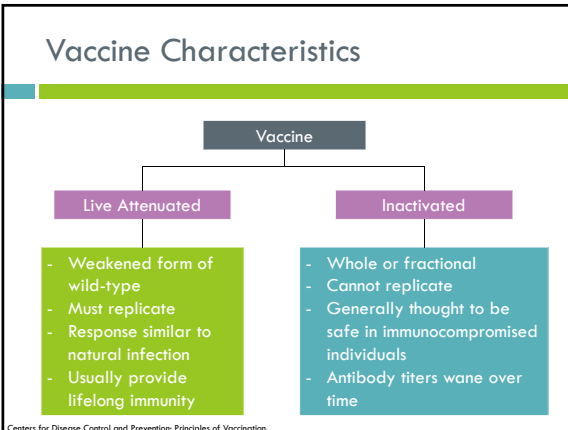 Vaccine Characteristics
Vaccine
Live Attenuated
- Weakened form of
wild-type
- Must replicate
- Response similar to
natural infection
- Usually provide
lifelong immunity
Inactivated
- Whole or fractional
- Cannot replicate
- Generally thought to be
safe in immunocompromised
individuals
- Antibody titers wane over
time
Centers for Disease Control and Prevention: Principles of Vaccination.